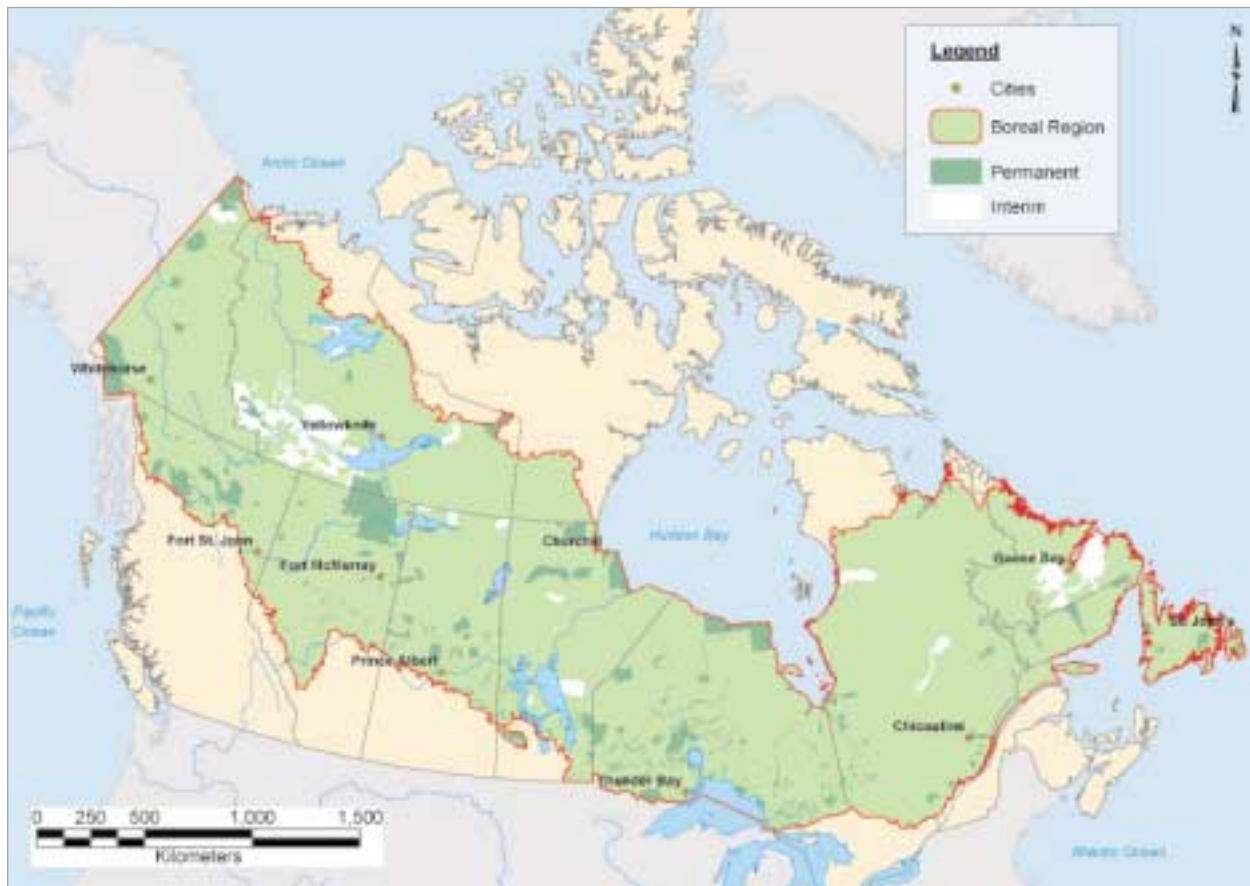 N
Legend
Cities
Boreal Region
Permanent
Interim
Arctic Ocean
Whitehorse
Yellowknife
Fort St. John
Fort McMurray
Churchill
Hudson Bay
Goose Bay
Pacific
Ocean
St. John's
Prince Albert
Chicoutimi
Thunder Bay
0 250 500 1,000 1,500
Kilometers
Atlantic Ocean